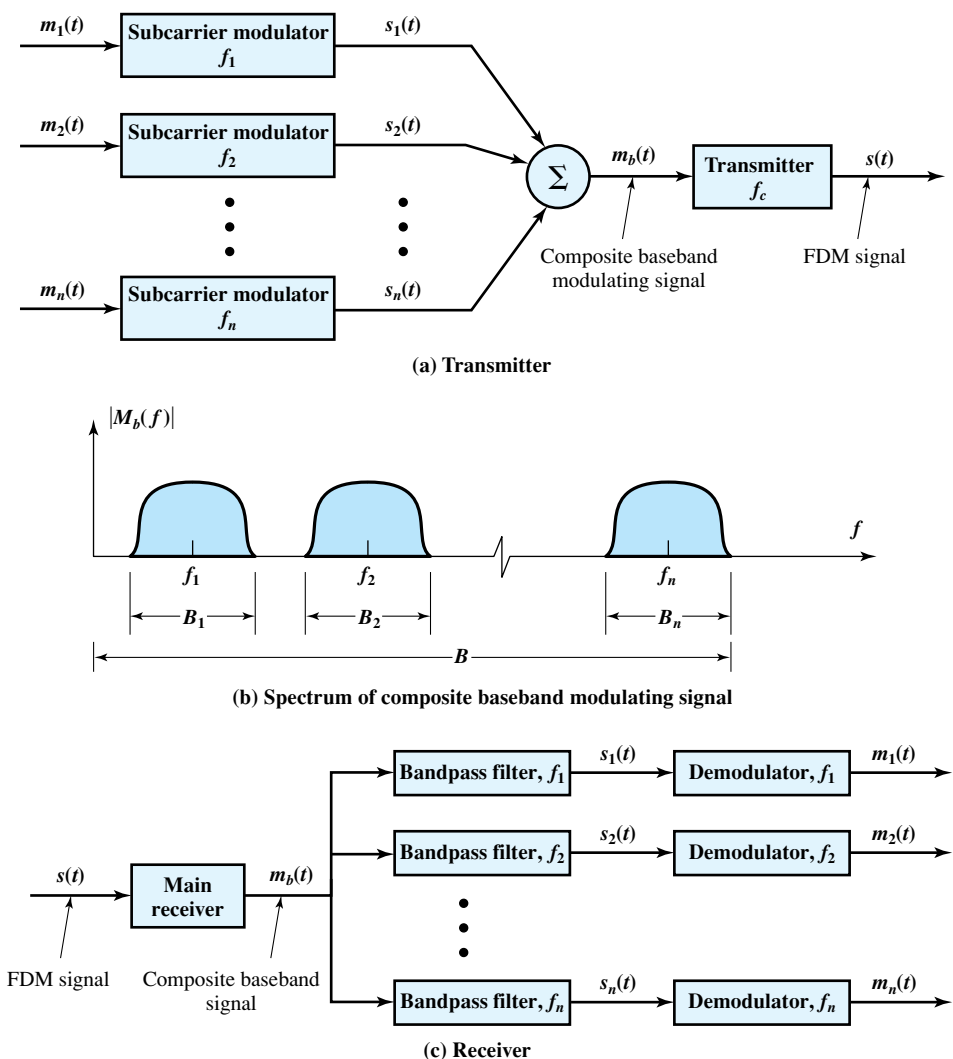 m1(t)
Subcarrier modulator
f1
s1(t)
m2(t)
Subcarrier modulator
f2
s2(t)
Σ
mb(t)
Transmitter
fc
s(t)
Composite baseband
modulating signal
FDM signal
mn(t)
Subcarrier modulator
fn
sn(t)
(a) Transmitter
|Mb(f)|
f
f1
f2
fn
B1
B2
Bn
B
(b) Spectrum of composite baseband modulating signal
Bandpass filter, f1
s1(t)
Demodulator, f1
m1(t)
Bandpass filter, f2
s2(t)
Demodulator, f2
m2(t)
s(t)
Main
receiver
mb(t)
FDM signal
Composite baseband
signal
Bandpass filter, fn
sn(t)
Demodulator, fn
mn(t)
(c) Receiver